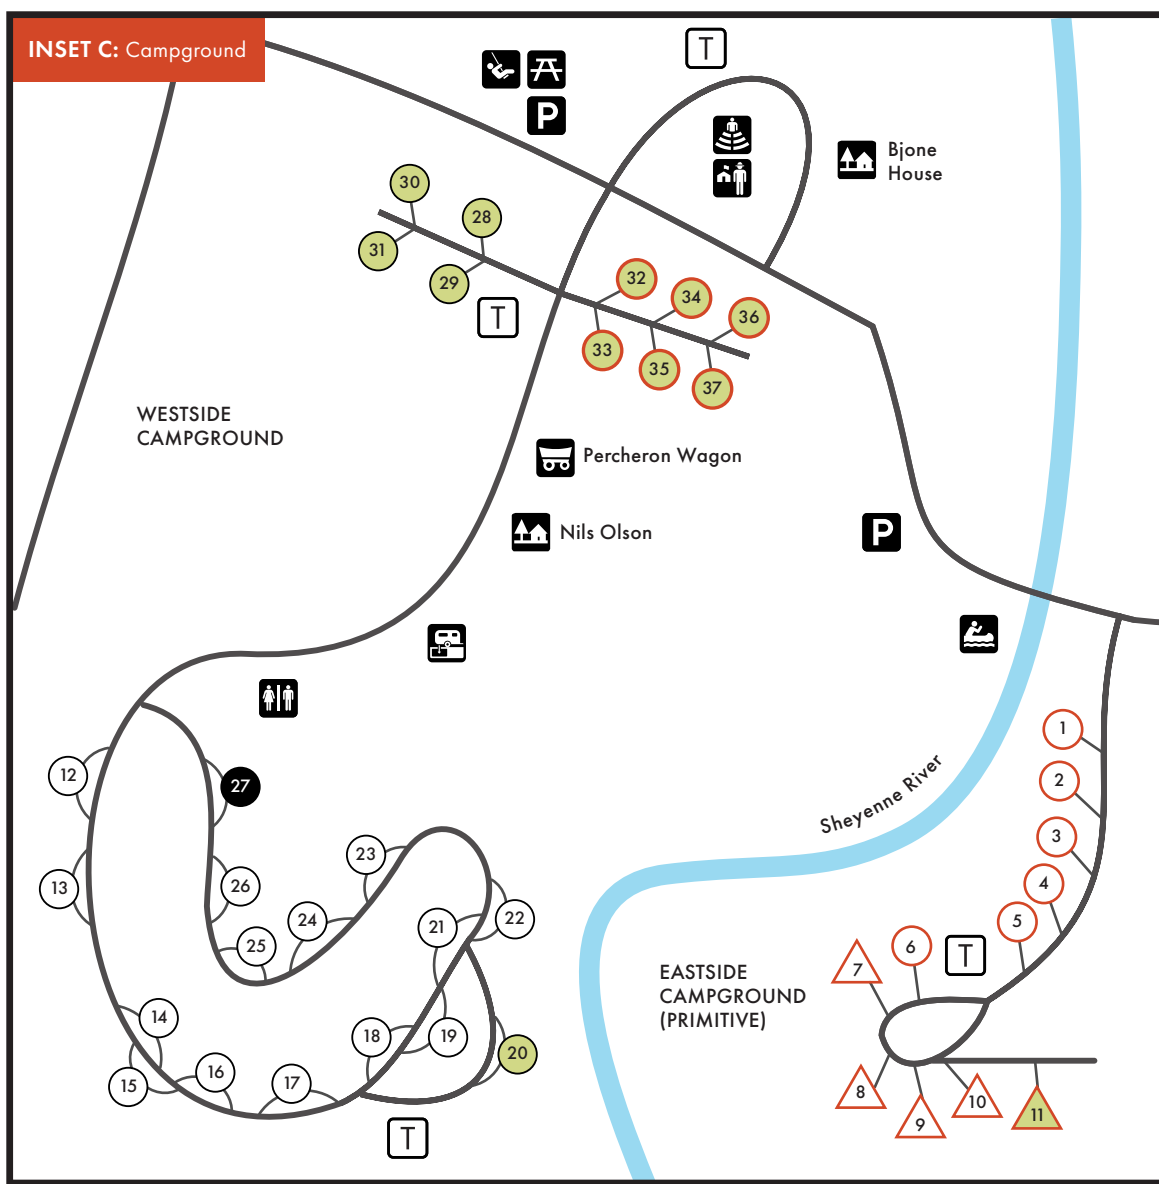 INSET C: Campground
T
P
Bjone
House
30
28
31
29
T
32
34
36
33
35
37
WESTSIDE
CAMPGROUND
Percheron Wagon
Nils Olson
P
12
27
13
26
23
24
25
22
21
14
15
16
17
18
19
20
T
Sheyenne River
1
2
3
4
5
6
T
7
EASTSIDE
CAMPGROUND
(PRIMITIVE)
8
9
10
11